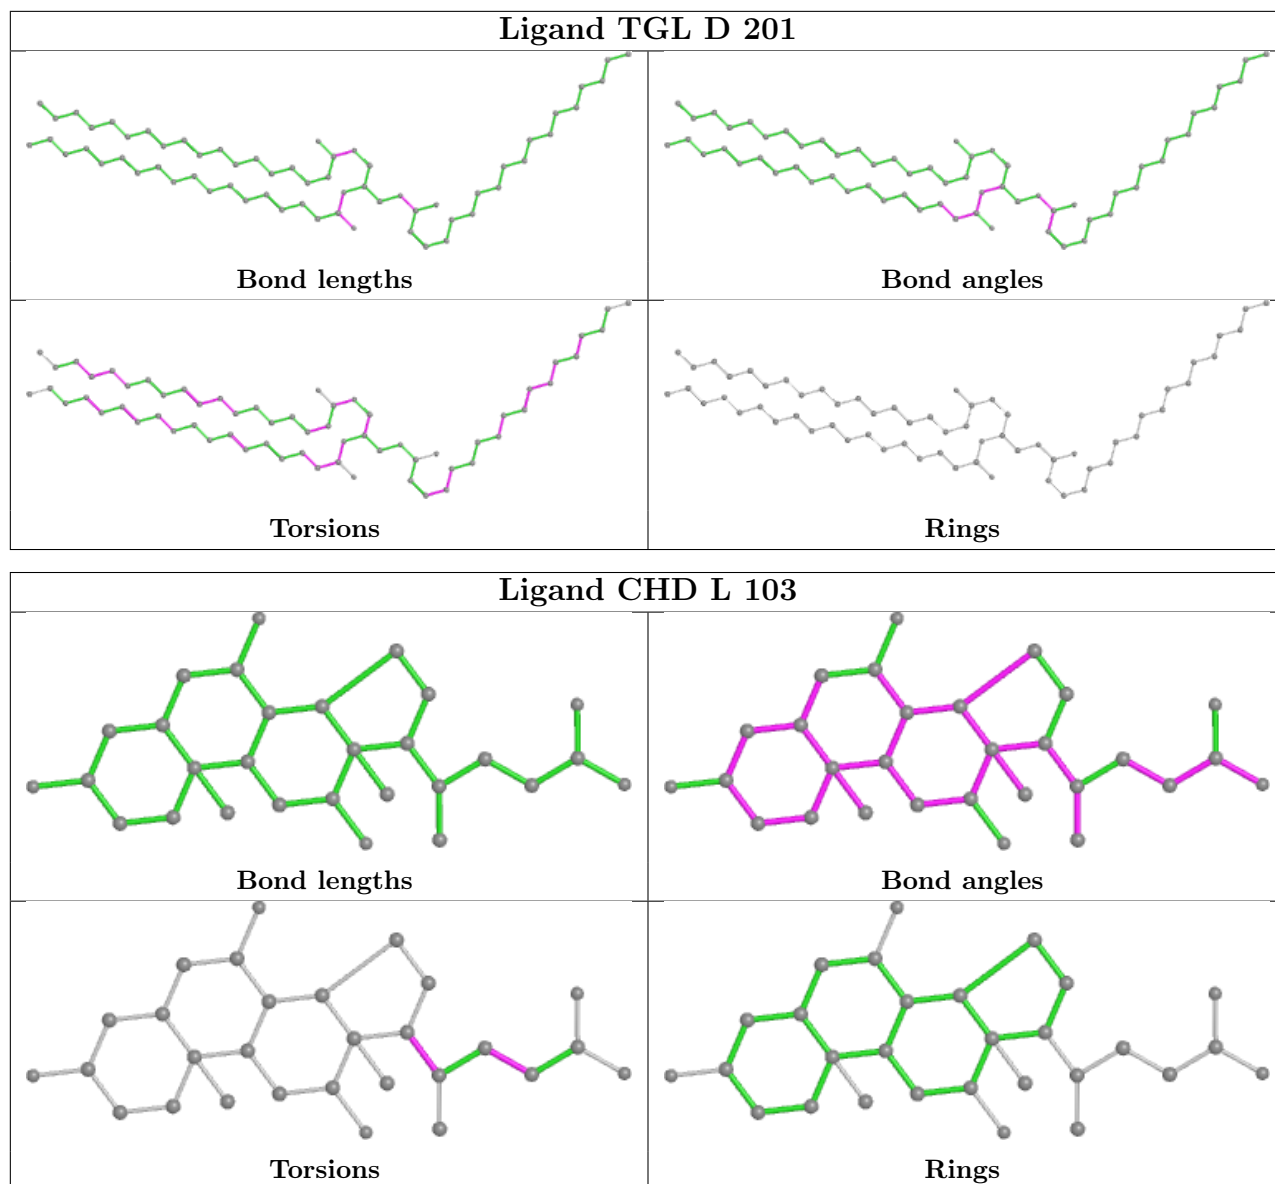 Ligand TGL D 201
Bond lengths
Bond angles
Torsions
Rings
Ligand CHD L 103
Bond lengths
Bond angles
Torsions
Rings